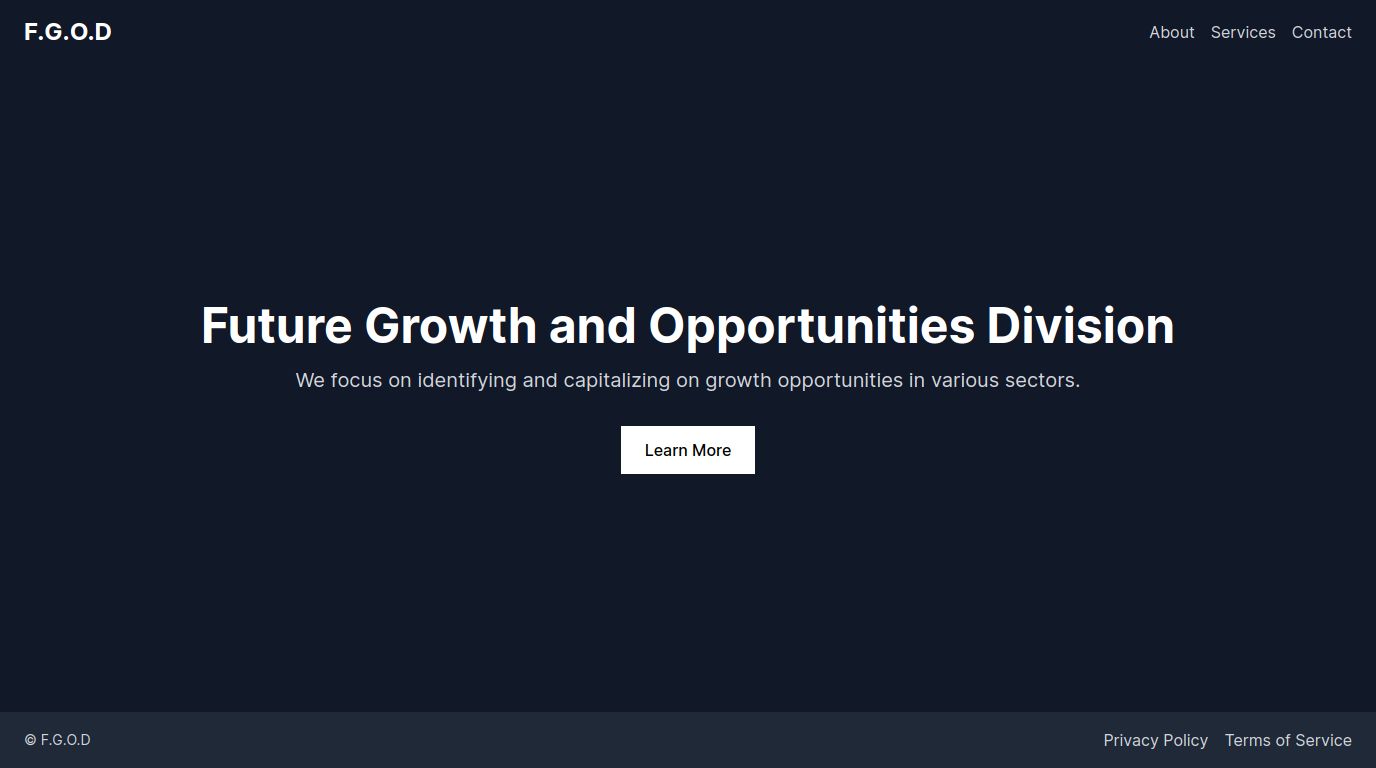 F.G.O.D
About Services Contact
Future Growth and Opportunities Division
We focus on identifying and capitalizing on growth opportunities in various sectors.
Learn More
© F.G.O.D
Privacy Policy Terms of Service